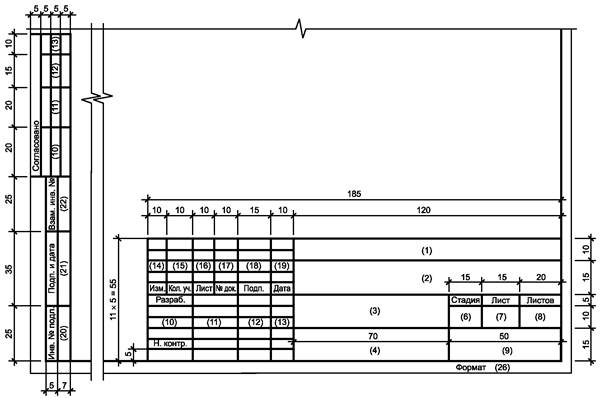 5 5 5 5
10
15
20
20
25
35
25
(13)
(12)
(11)
(10)
Согласовано
Взам. инв. №
(22)
Подп. и дата
(21)
Инв. № подл.
(20)
5 7
185
10 10 10 10 15 10 120
11 × 5 = 55
(1)
10
(14) (15) (16) (17) (18) (19)
(2)
15
15 15 20
Изм. Кол. уч. Лист № док. Подп. Дата
Разраб.
(3)
Стадия Лист Листов
5
(10) (11) (12) (13)
(6) (7) (8)
10
70 50
Н. контр.
(4) (9)
15
5
Формат (26)